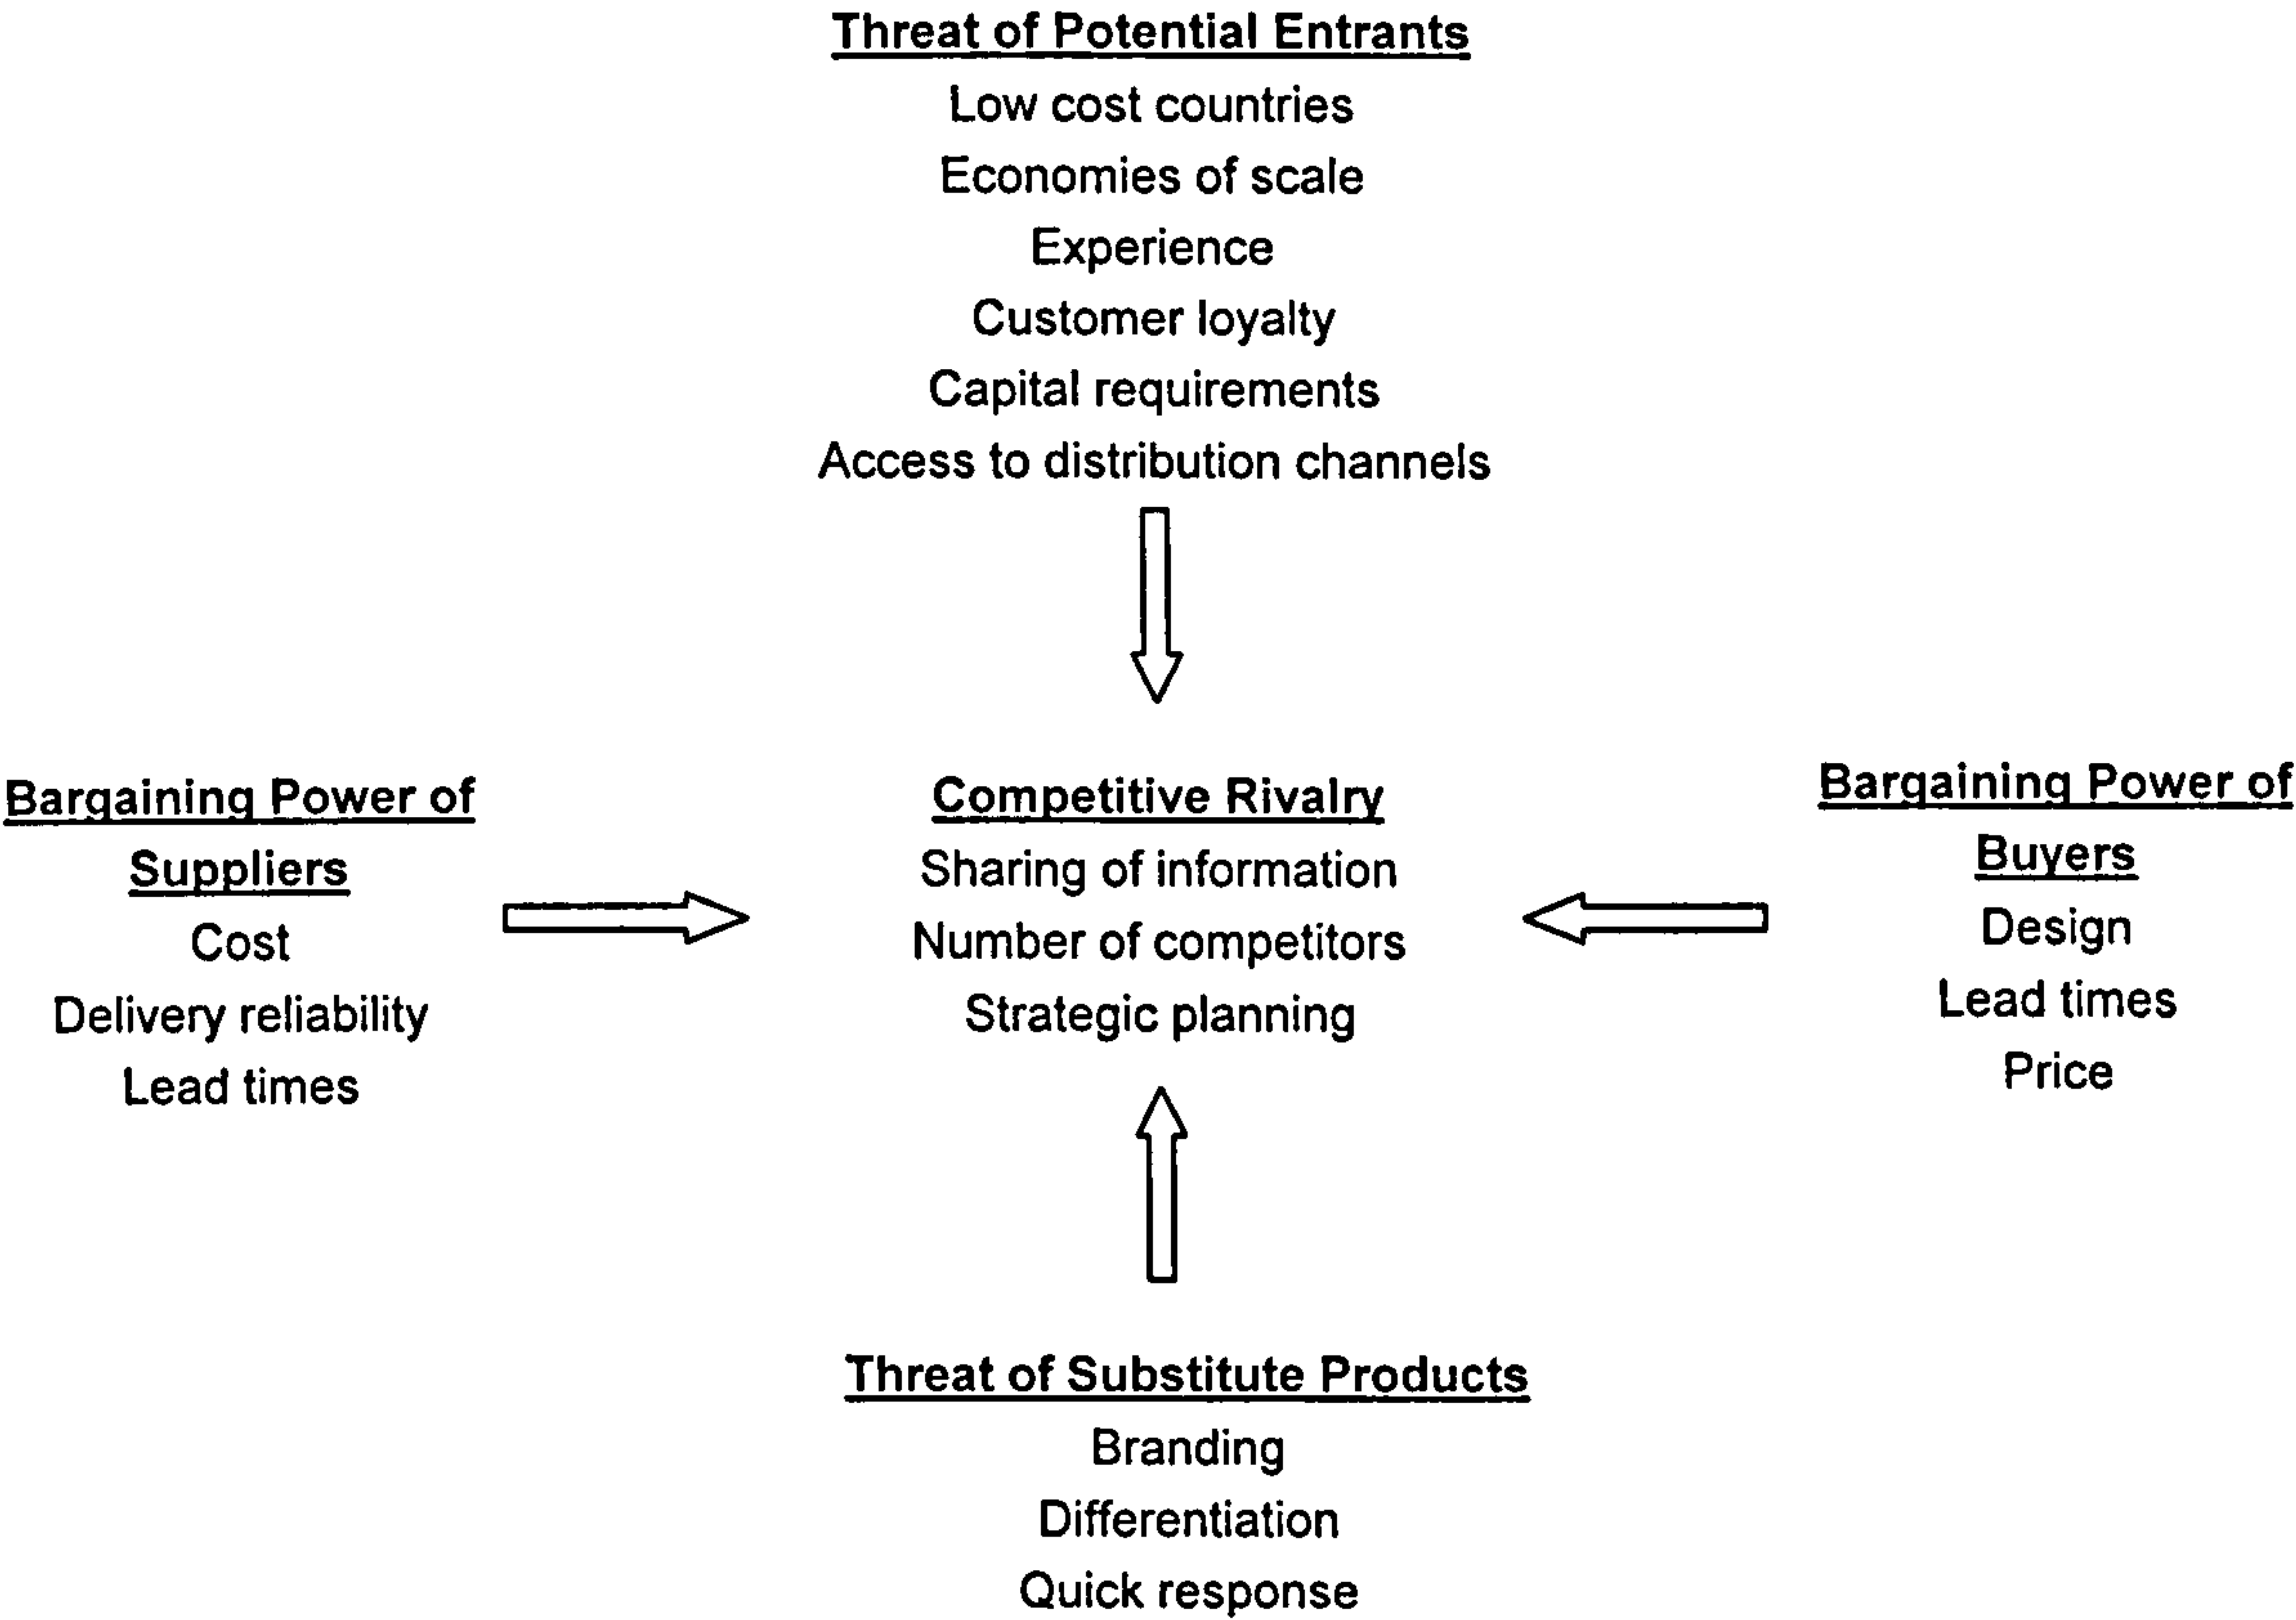 Threat of Potential Entrants
Low cost countries
Economies of scale
Experience
Customer loyalty
Capital requirements
Access to distribution channels
Bargaining Power of
Suppliers
Cost
Delivery reliability
Lead times
Competitive Rivalry
Sharing of information
Number of competitors
Strategic planning
Bargaining Power of
Buyers
Design
Lead times
Price
Threat of Substitute Products
Branding
Differentiation
Quick response